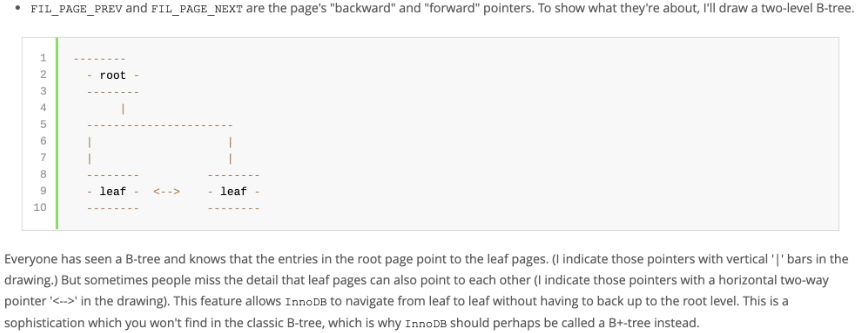 • FIL_PAGE_PREV and FIL_PAGE_NEXT are the page's "backward" and "forward" pointers. To show what they're about, I'll draw a two-level B-tree.
1 --------
2 - root -
3 --------
4 |
5 ----------------------
6 | |
7 | |
8 -------- --------
9 - leaf - <--> - leaf -
10 -------- --------
Everyone has seen a B-tree and knows that the entries in the root page point to the leaf pages. (I indicate those pointers with vertical '|' bars in the
drawing.) But sometimes people miss the detail that leaf pages can also point to each other (I indicate those pointers with a horizontal two-way
pointer '<-->' in the drawing). This feature allows InnoDB to navigate from leaf to leaf without having to back up to the root level. This is a
sophistication which you won't find in the classic B-tree, which is why InnoDB should perhaps be called a B+-tree instead.